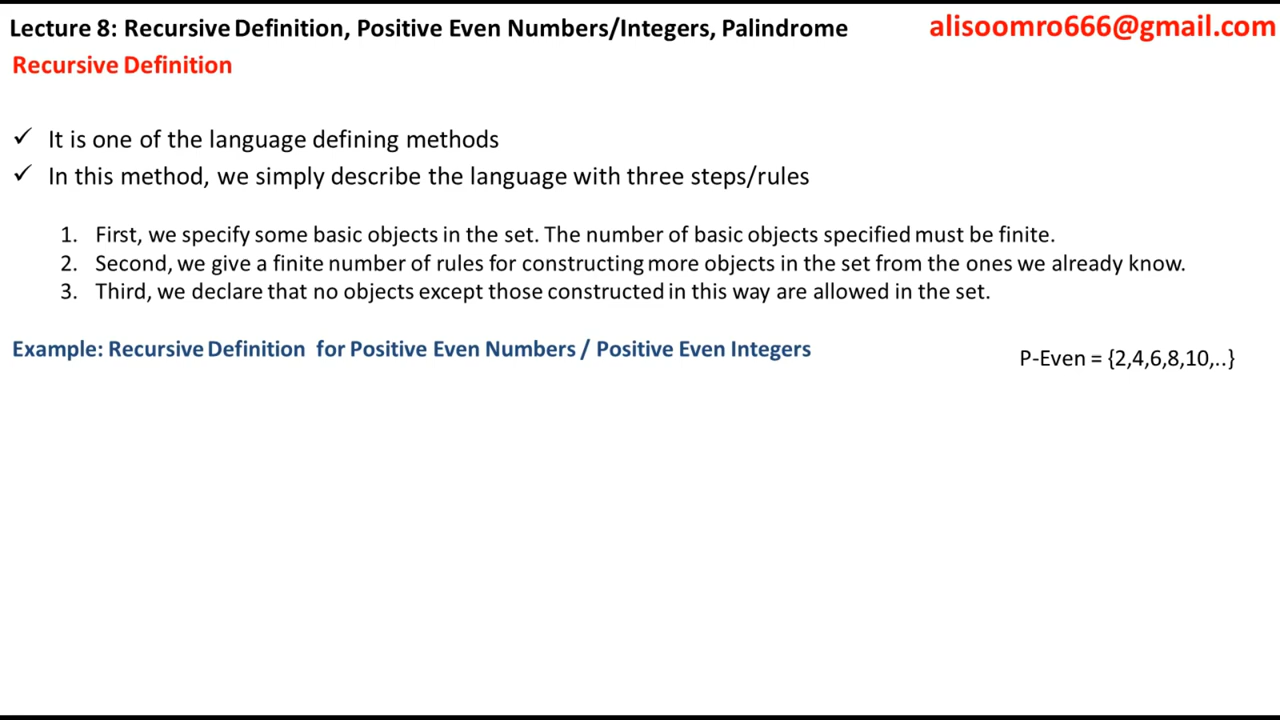 Lecture 8: Recursive Definition, Positive Even Numbers/Integers, Palindrome
alisoomro666@gmail.com
Recursive Definition
✓ It is one of the language defining methods
✓ In this method, we simply describe the language with three steps/rules
1. First, we specify some basic objects in the set. The number of basic objects specified must be finite.
2. Second, we give a finite number of rules for constructing more objects in the set from the ones we already know.
3. Third, we declare that no objects except those constructed in this way are allowed in the set.
Example: Recursive Definition for Positive Even Numbers / Positive Even Integers
P-Even = {2,4,6,8,10,..}